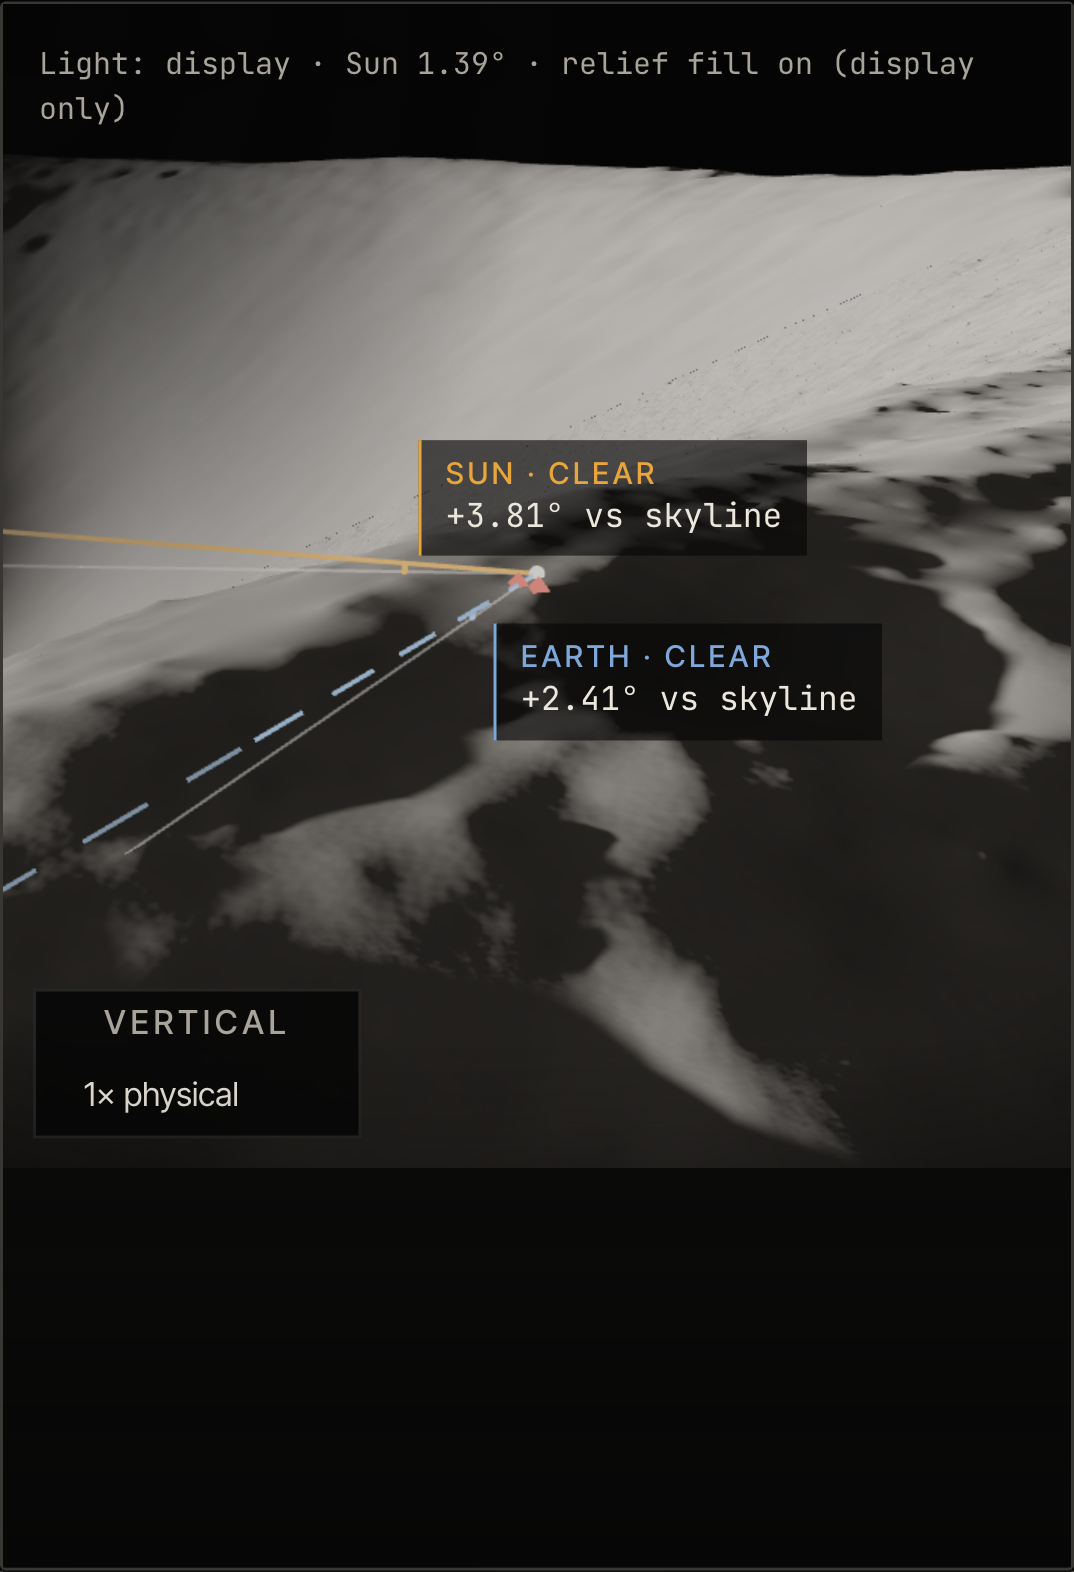 Light: display · Sun 1.39° · relief fill on (display
only)
SUN · CLEAR
+3.81° vs skyline
EARTH · CLEAR
+2.41° vs skyline
VERTICAL
1× physical